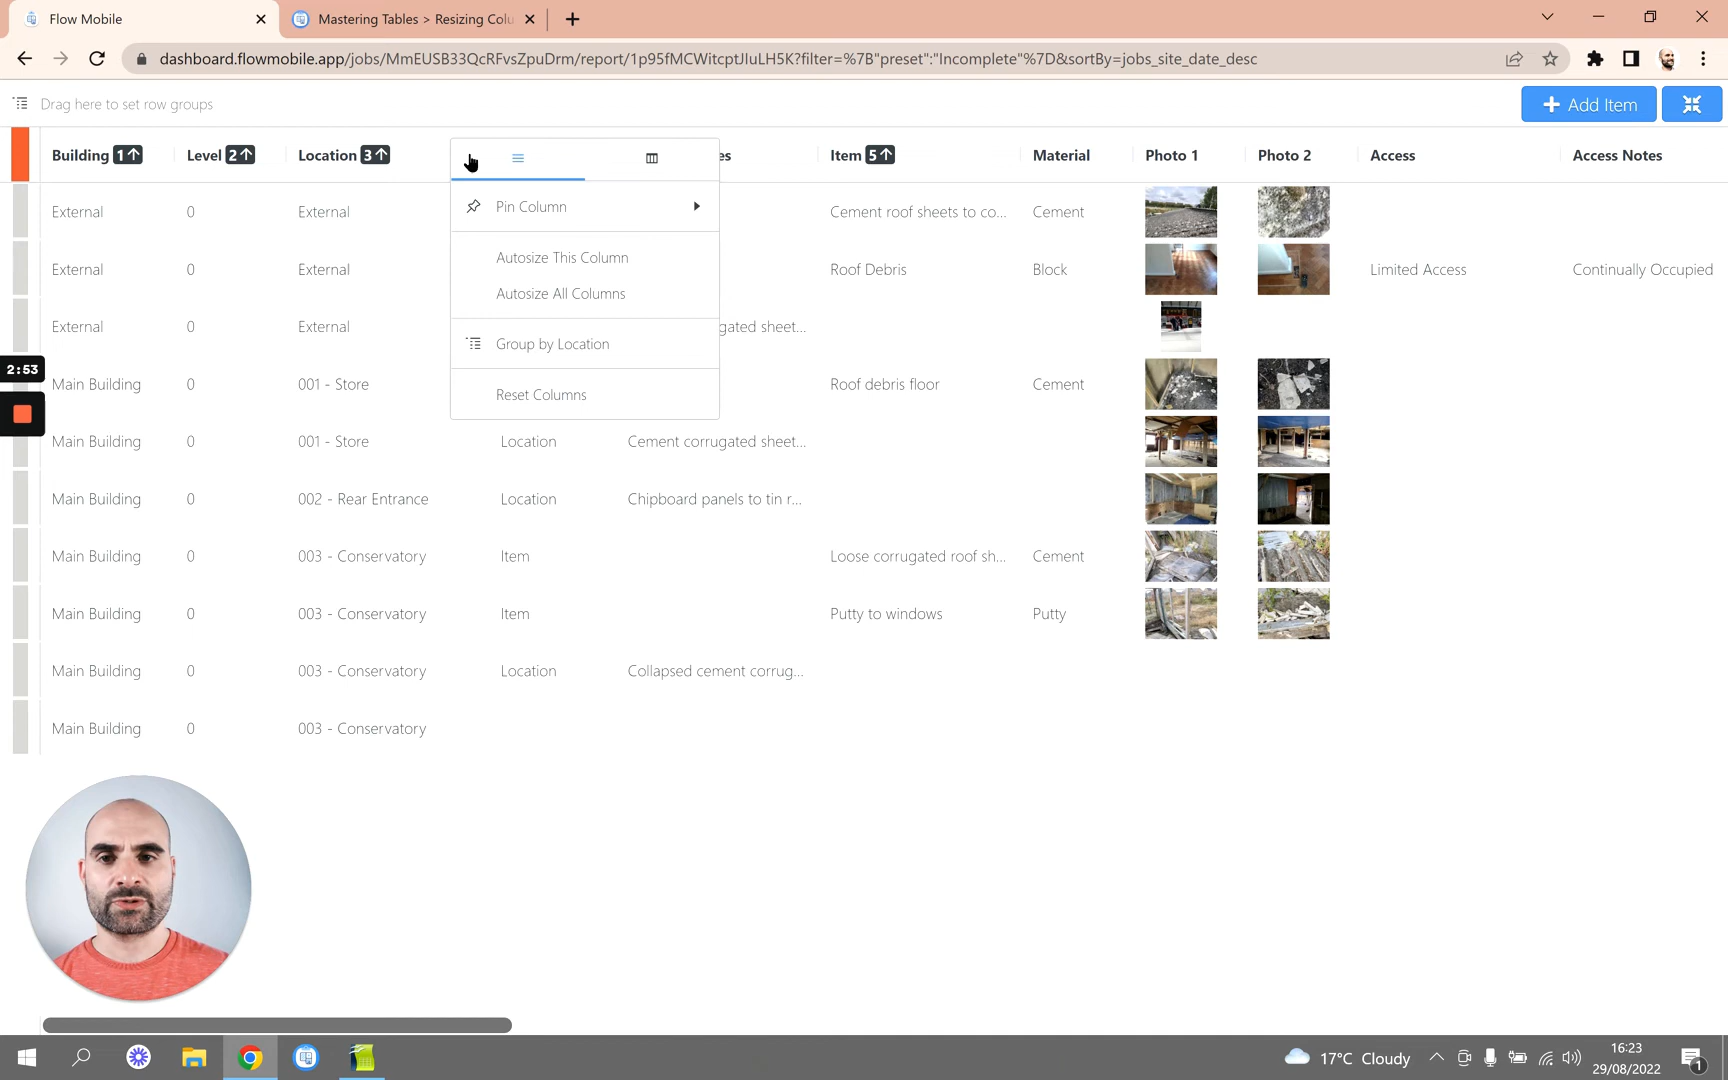 Flow Mobile
Mastering Tables > Resizing Colu
dashboard.flowmobile.app/jobs/MmEUSB33QcRFvsZpuDrm/report/1p95fMCWitcptJIuLH5K?filter=%7B"preset":"Incomplete"%7D&sortBy=jobs_site_date_desc
Drag here to set row groups
Add Item
Building 1 Level 2 Location 3 es Item 5 Material Photo 1 Photo 2 Access Access Notes
Pin Column
Autosize This Column
Autosize All Columns
Group by Location
Reset Columns
External 0 External Cement roof sheets to co... Cement
External 0 External Roof Debris Block Limited Access Continually Occupied
External 0 External gated sheet...
2:53
Main Building 0 001 - Store Roof debris floor Cement
Main Building 0 001 - Store Location Cement corrugated sheet...
Main Building 0 002 - Rear Entrance Location Chipboard panels to tin r...
Main Building 0 003 - Conservatory Item Loose corrugated roof sh... Cement
Main Building 0 003 - Conservatory Item Putty to windows Putty
Main Building 0 003 - Conservatory Location Collapsed cement corrug...
Main Building 0 003 - Conservatory
17°C Cloudy
16:23
29/08/2022
1